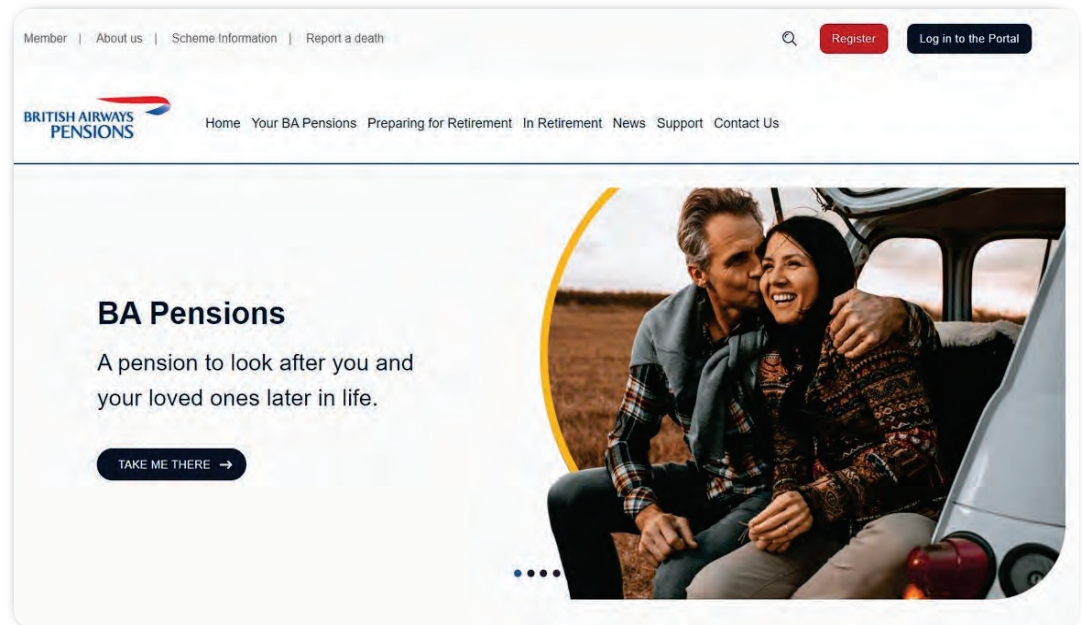 Member | About us | Scheme Information | Report a death
Register
Log in to the Portal
BRITISH AIRWAYS
PENSIONS
Home Your BA Pensions Preparing for Retirement In Retirement News Support Contact Us
BA Pensions
A pension to look after you and
your loved ones later in life.
TAKE ME THERE →